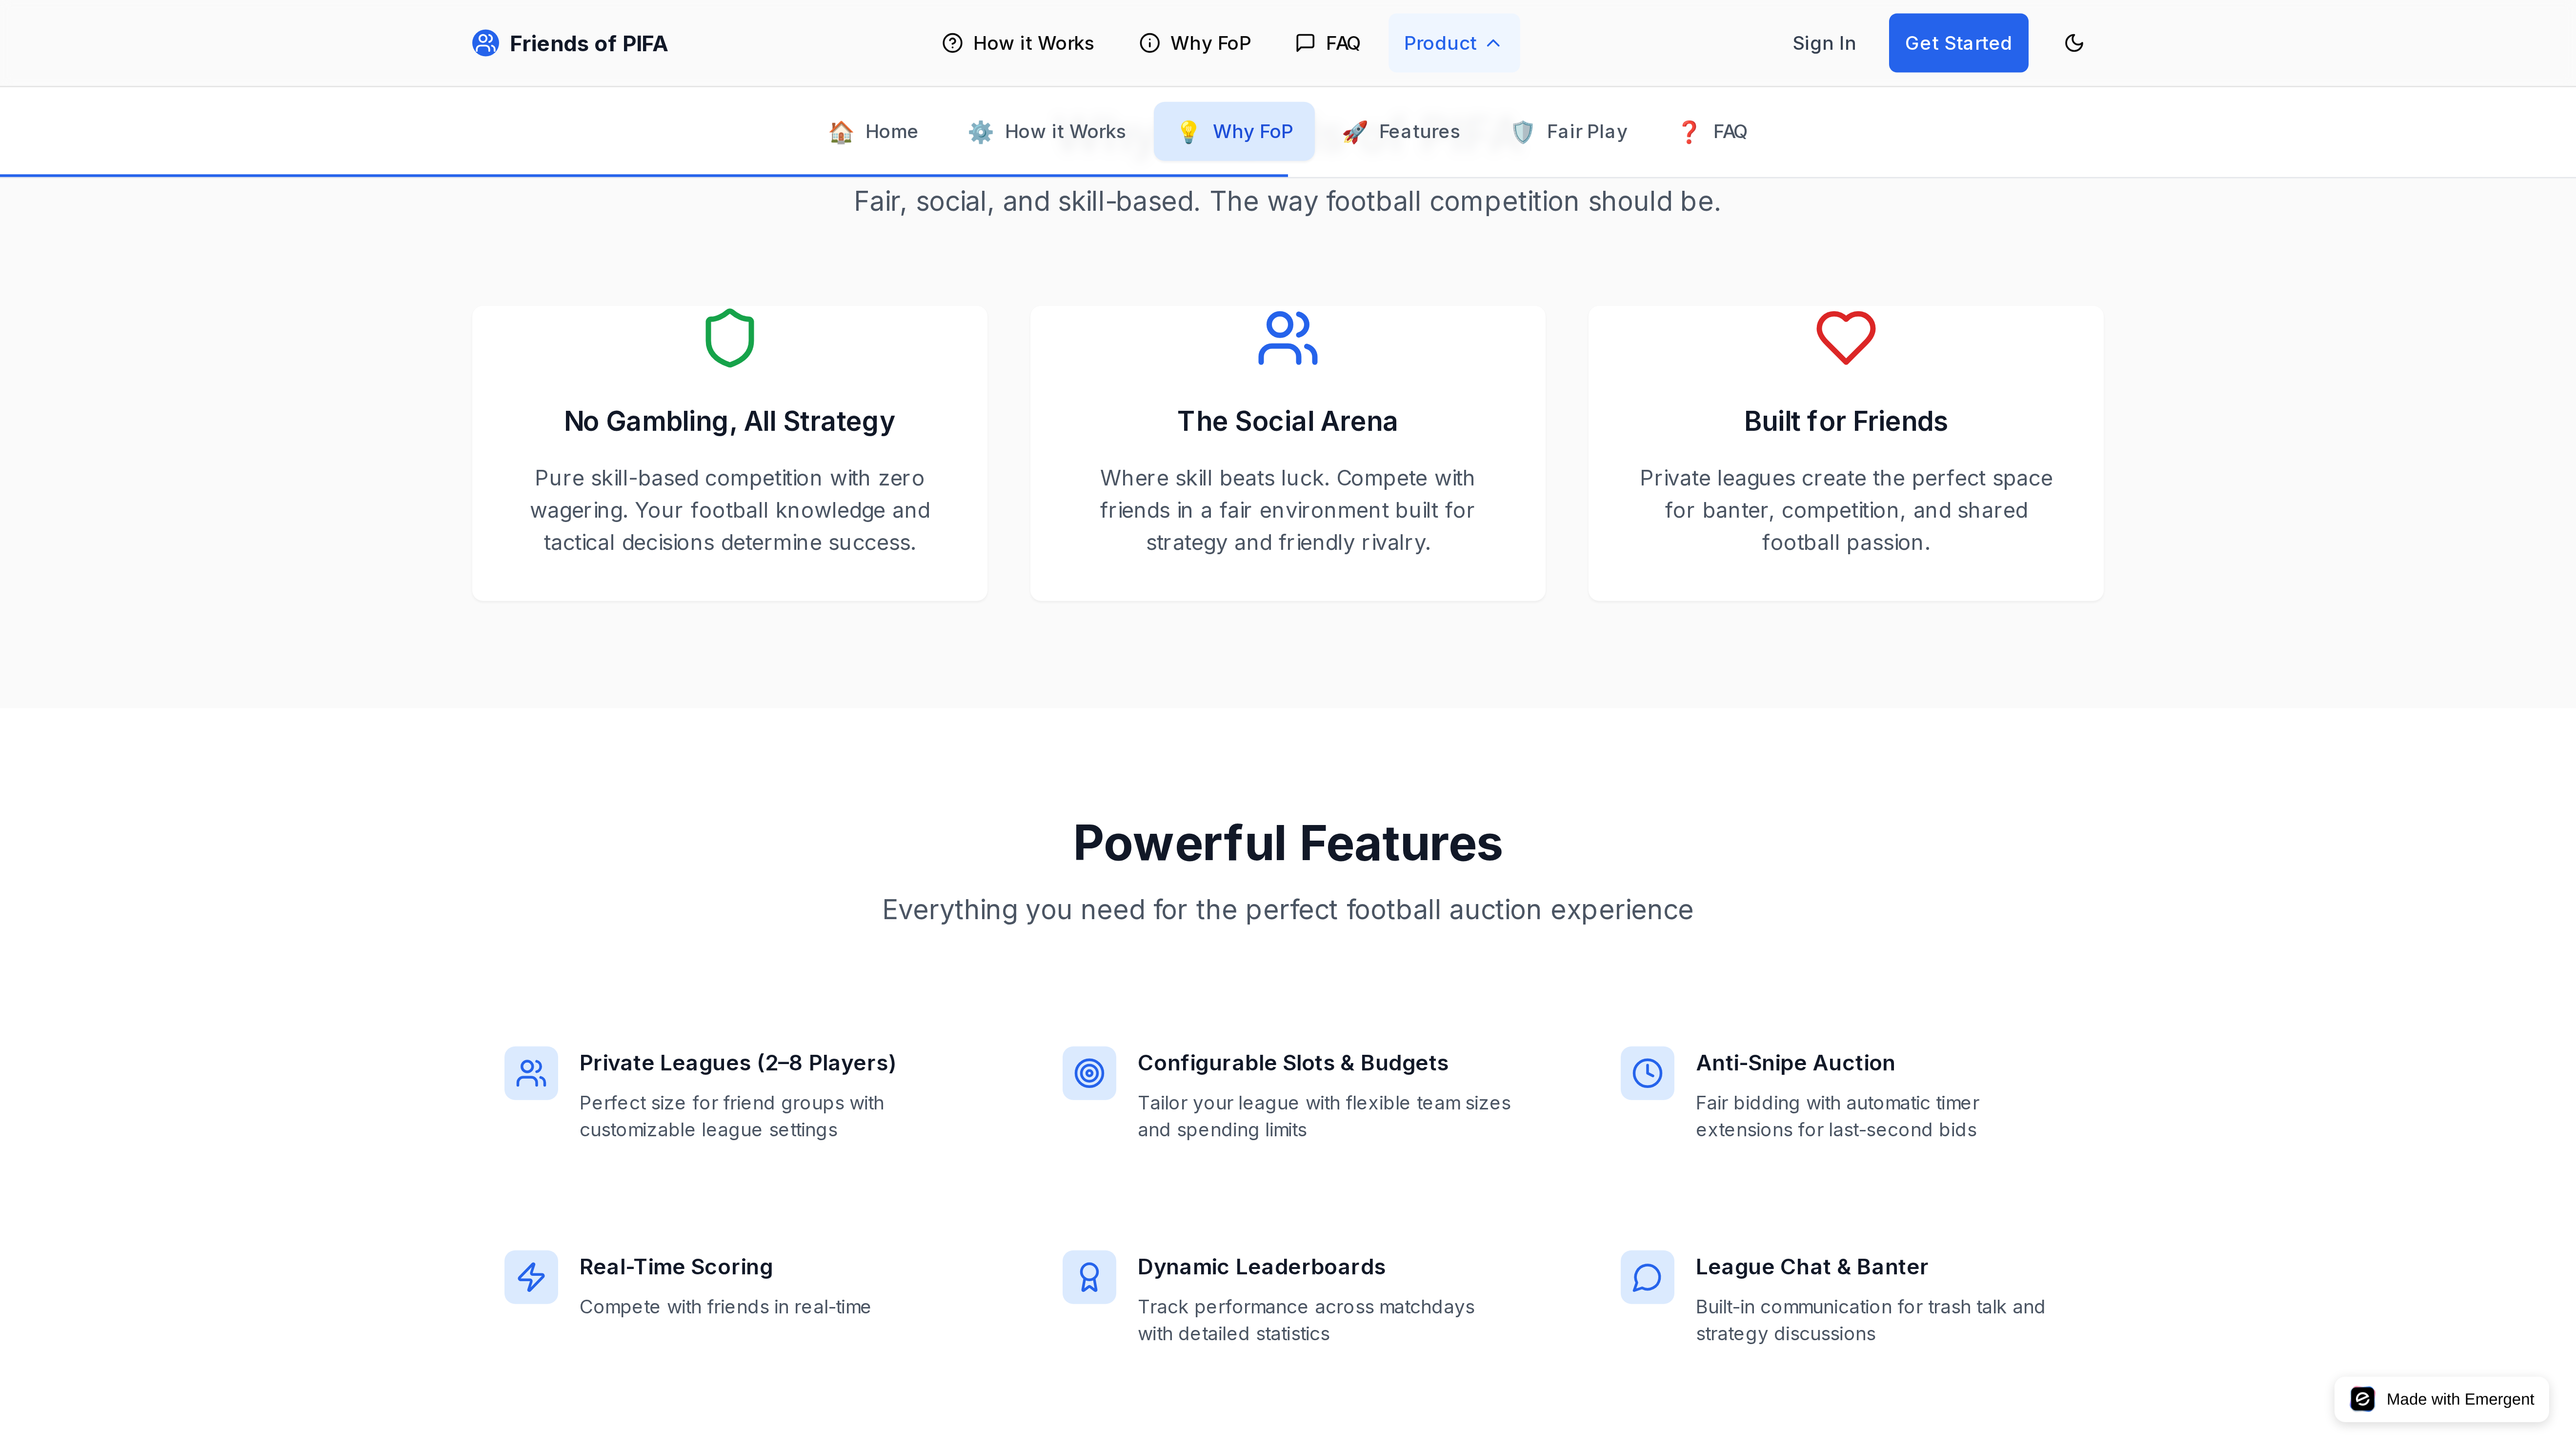 Friends of PIFA
How it Works
Why FoP
FAQ
Product
Sign In
Get Started
Home
How it Works
Why FoP
Features
Fair Play
FAQ
Fair, social, and skill-based. The way football competition should be.
No Gambling, All Strategy
Pure skill-based competition with zero
wagering. Your football knowledge and
tactical decisions determine success.
The Social Arena
Where skill beats luck. Compete with
friends in a fair environment built for
strategy and friendly rivalry.
Built for Friends
Private leagues create the perfect space
for banter, competition, and shared
football passion.
Powerful Features
Everything you need for the perfect football auction experience
Private Leagues (2–8 Players)
Perfect size for friend groups with
customizable league settings
Configurable Slots & Budgets
Tailor your league with flexible team sizes
and spending limits
Anti-Snipe Auction
Fair bidding with automatic timer
extensions for last-second bids
Real-Time Scoring
Compete with friends in real-time
Dynamic Leaderboards
Track performance across matchdays
with detailed statistics
League Chat & Banter
Built-in communication for trash talk and
strategy discussions
Made with Emergent